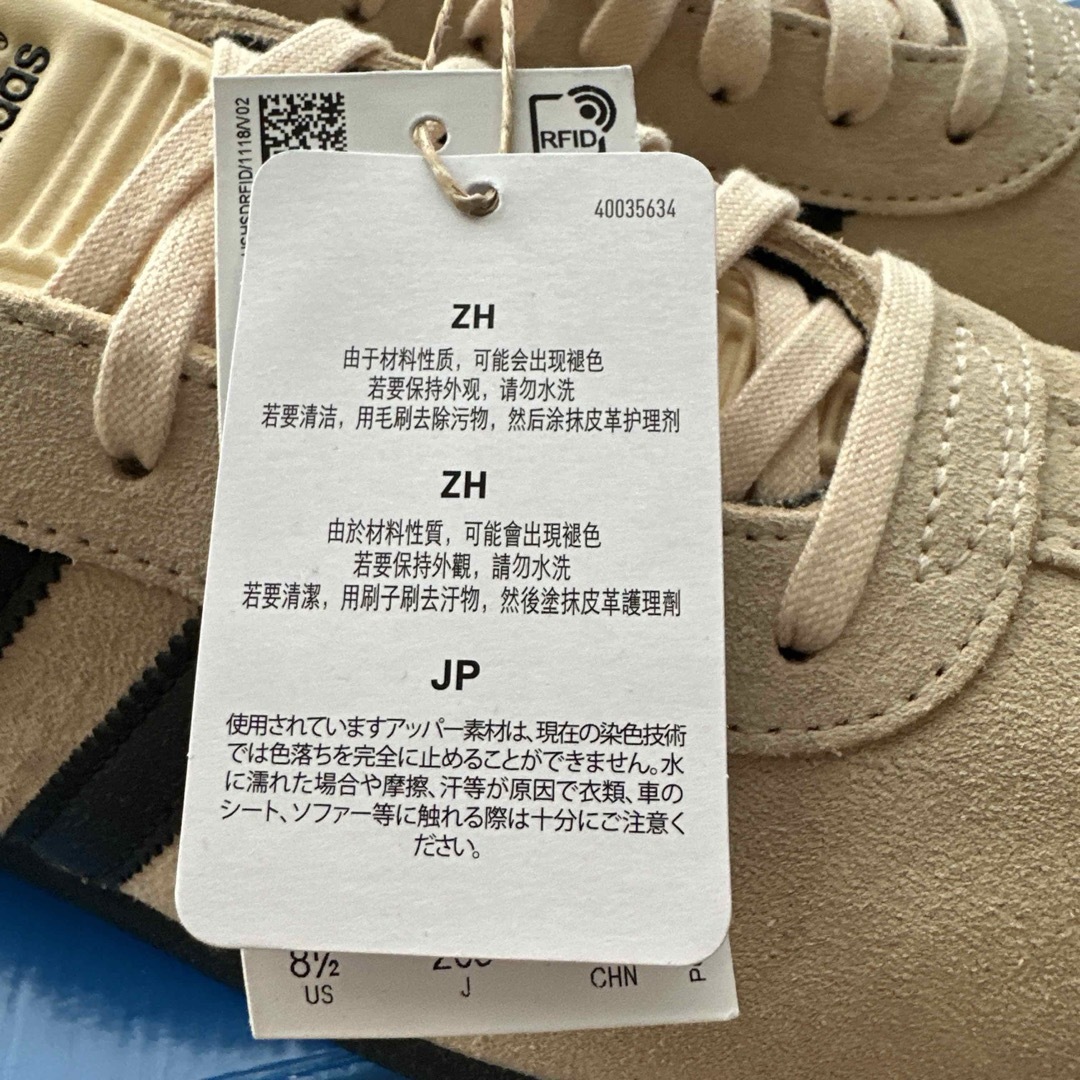 das
HSDRFID/1118/V02
RFID
40035634
ZH
由于材料性质，可能会出现褪色
若要保持外观，请勿水洗
若要清洁，用毛刷去除污物，然后涂抹皮革护理剂
ZH
由於材料性質，可能會出現褪色
若要保持外觀，請勿水洗
若要清潔，用刷子刷去汙物，然後塗抹皮革護理劑
JP
使用されていますアッパー素材は、現在の染色技術
では色落ちを完全に止めることができません。水
に濡れた場合や摩擦、汗等が原因で衣類、車の
シート、ソファー等に触れる際は十分にご注意く
ださい。
8½
US
J
CHN